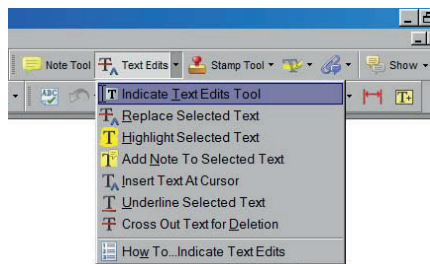 Note Tool Text Edits Stamp Tool Show
Indicate Text Edits Tool
Replace Selected Text
Highlight Selected Text
Add Note To Selected Text
Insert Text At Cursor
Underline Selected Text
Cross Out Text for Deletion
How To...Indicate Text Edits